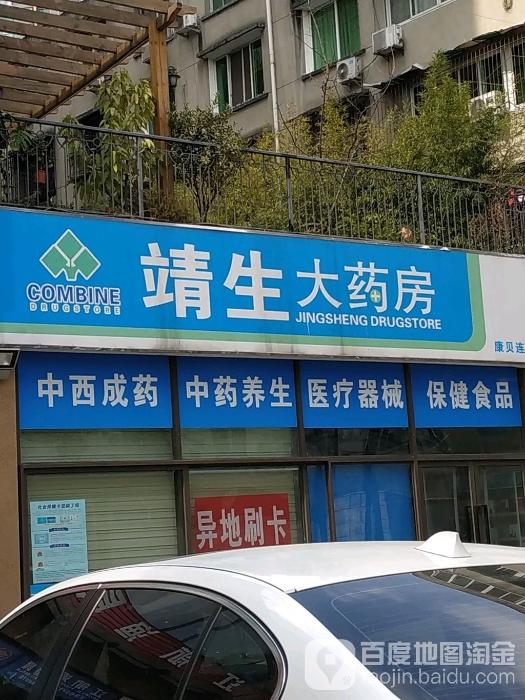 靖生大药房
COMBINE
DRUGSTORE
JINGSHENG DRUGSTORE
康贝连
中西成药 中药养生 医疗器械 保健食品
异地刷卡
百度地图淘金
taojin.baidu.com